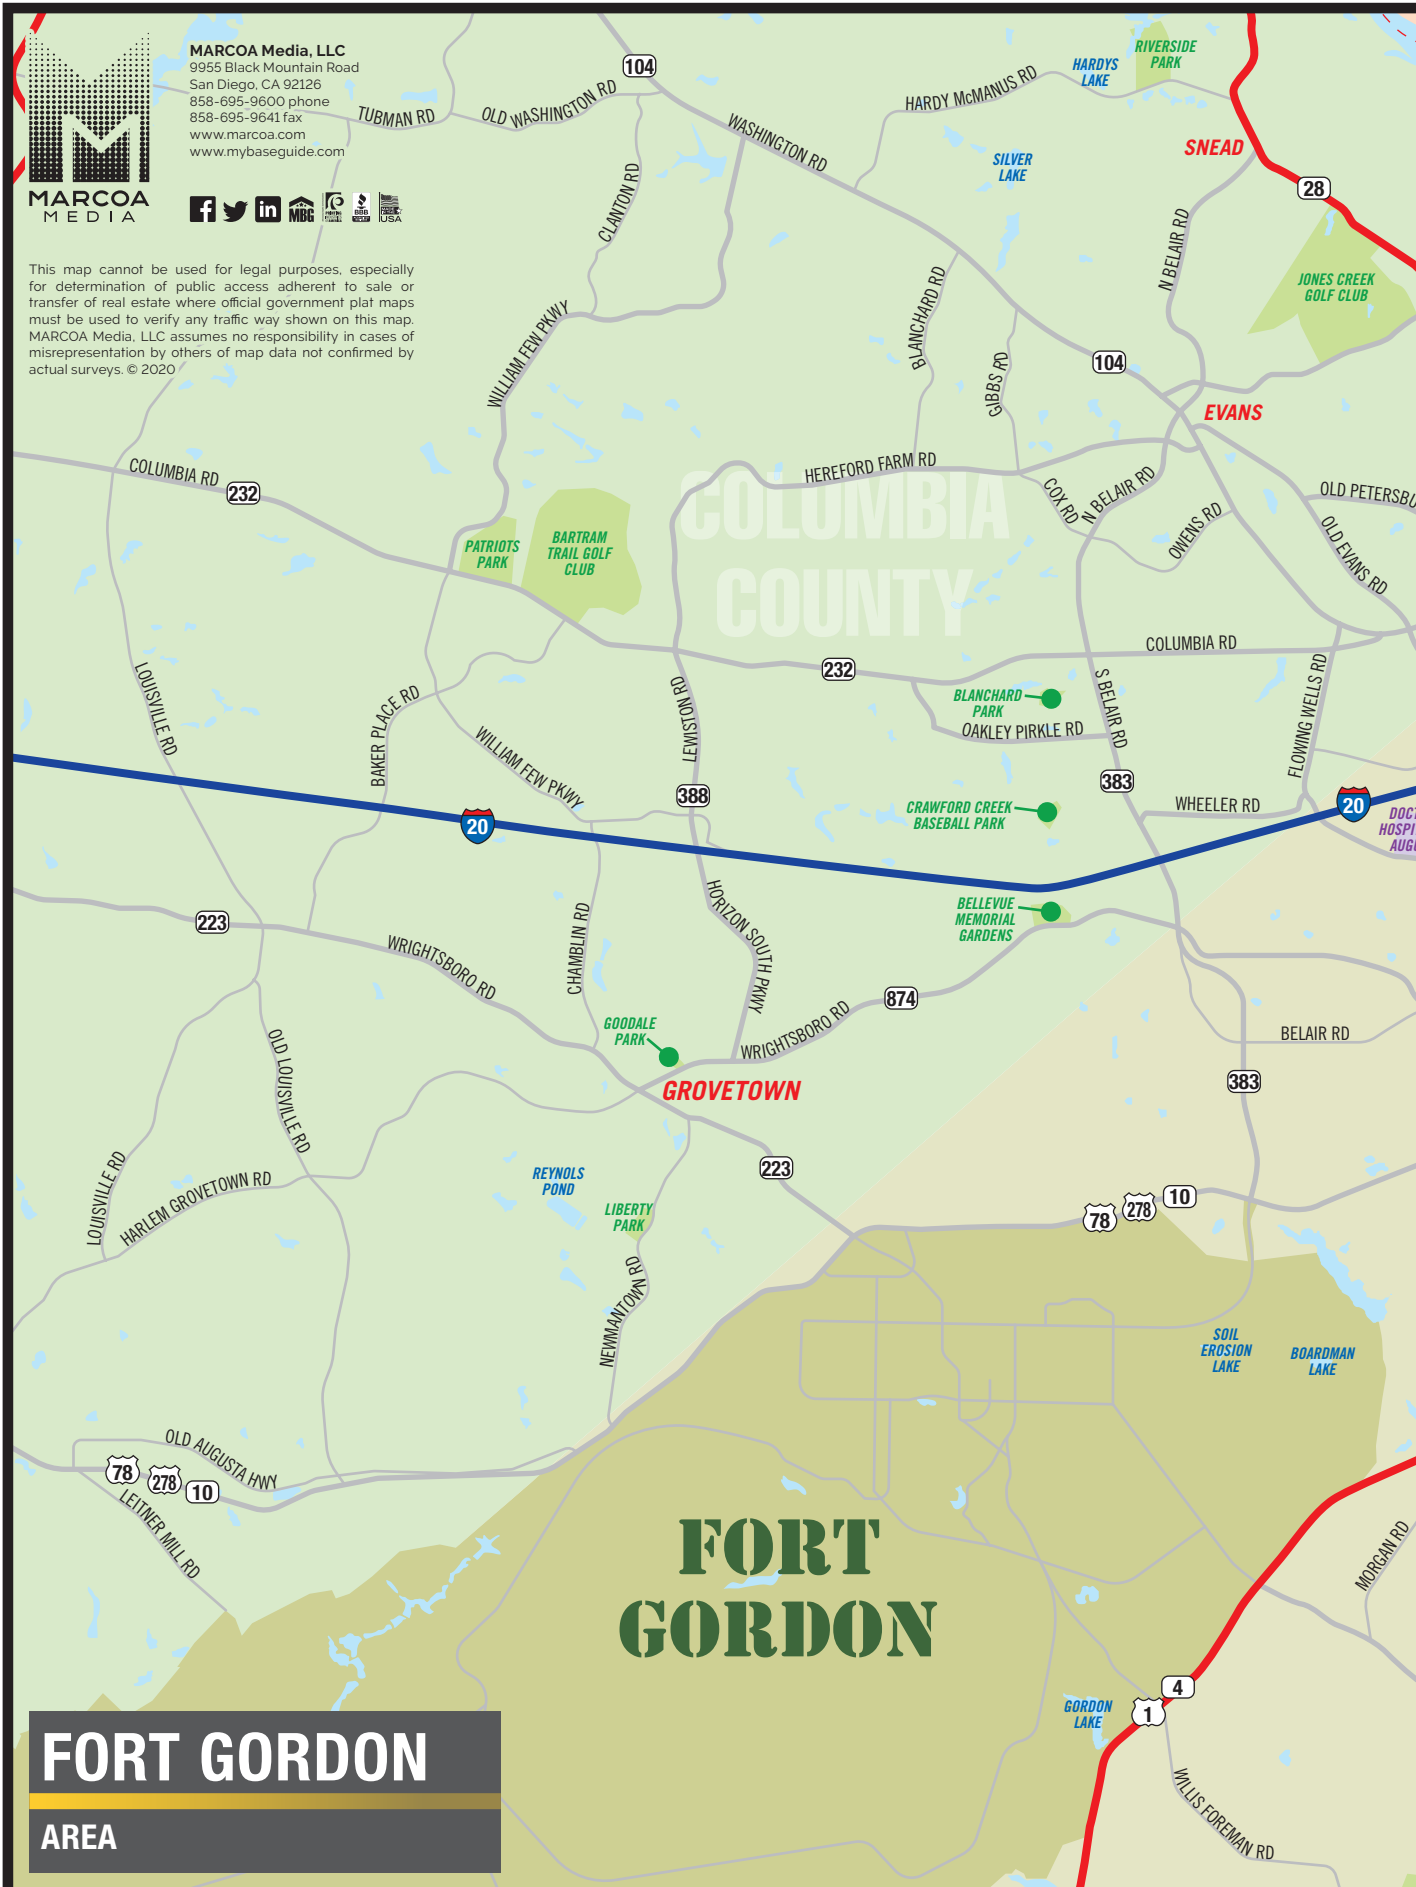 MARCOA Media, LLC
9955 Black Mountain Road
San Diego, CA 92126
858-695-9600 phone
858-695-9641 fax
www.marcoa.com
www.mybaseguide.com
MARCOA
MEDIA
MBG
BBB
USA
This map cannot be used for legal purposes, especially
for determination of public access adherent to sale or
transfer of real estate where official government plat maps
must be used to verify any traffic way shown on this map.
MARCOA Media, LLC assumes no responsibility in cases of
misrepresentation by others of map data not confirmed by
actual surveys. © 2020
TUBMAN RD
OLD WASHINGTON RD
104
WASHINGTON RD
HARDY McMANUS RD
HARDYS
LAKE
RIVERSIDE
PARK
SNEAD
28
SILVER
LAKE
CLANTON RD
N BELAIR RD
JONES CREEK
GOLF CLUB
BLANCHARD RD
WILLIAM FEW PKWY
GIBBS RD
104
EVANS
COLUMBIA RD
232
HEREFORD FARM RD
COLUMBIA
COUNTY
COX RD
N BELAIR RD
OWENS RD
OLD PETERSBU
OLD EVANS RD
PATRIOTS
PARK
BARTRAM
TRAIL GOLF
CLUB
COLUMBIA RD
232
LOUISVILLE RD
BAKER PLACE RD
WILLIAM FEW PKWY
LEWISTON RD
BLANCHARD
PARK
OAKLEY PIRKLE RD
S BELAIR RD
FLOWING WELLS RD
383
388
CRAWFORD CREEK
BASEBALL PARK
WHEELER RD
20
20
DOCT
HOSPI
AUGU
BELLEVUE
MEMORIAL
GARDENS
223
WRIGHTSBORO RD
CHAMBLIN RD
HORIZON SOUTH PKWY
874
WRIGHTSBORO RD
GOODALE
PARK
GROVETOWN
BELAIR RD
383
OLD LOUISVILLE RD
LOUISVILLE RD
HARLEM GROVETOWN RD
223
REYNOLS
POND
LIBERTY
PARK
NEWMANTOWN RD
78
278
10
SOIL
EROSION
LAKE
BOARDMAN
LAKE
OLD AUGUSTA HWY
78
278
10
LEITNER MILL RD
FORT
GORDON
MORGAN RD
GORDON
LAKE
4
1
WILLIS FOREMAN RD
FORT GORDON
AREA